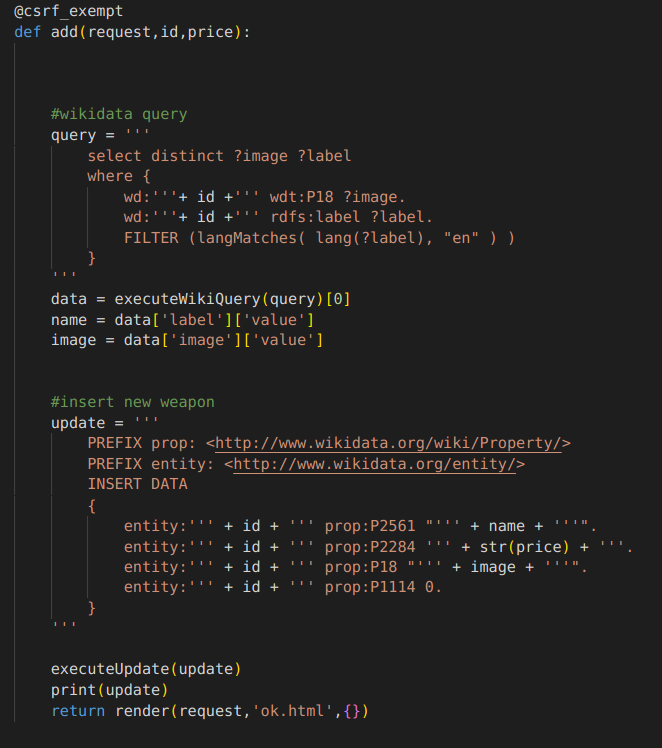 @csrf_exempt
def add(request,id,price):
#wikidata query
query = '''
select distinct ?image ?label
where {
wd:'''+ id +''' wdt:P18 ?image.
wd:'''+ id +''' rdfs:label ?label.
FILTER (langMatches( lang(?label), "en" ) )
}
'''
data = executeWikiQuery(query)[0]
name = data['label']['value']
image = data['image']['value']
#insert new weapon
update = '''
PREFIX prop: <http://www.wikidata.org/wiki/Property/>
PREFIX entity: <http://www.wikidata.org/entity/>
INSERT DATA
{
entity:''' + id + ''' prop:P2561 "''' + name + '''".
entity:''' + id + ''' prop:P2284 ''' + str(price) + '''.
entity:''' + id + ''' prop:P18 "''' + image + '''".
entity:''' + id + ''' prop:P1114 0.
}
'''
executeUpdate(update)
print(update)
return render(request,'ok.html',{})